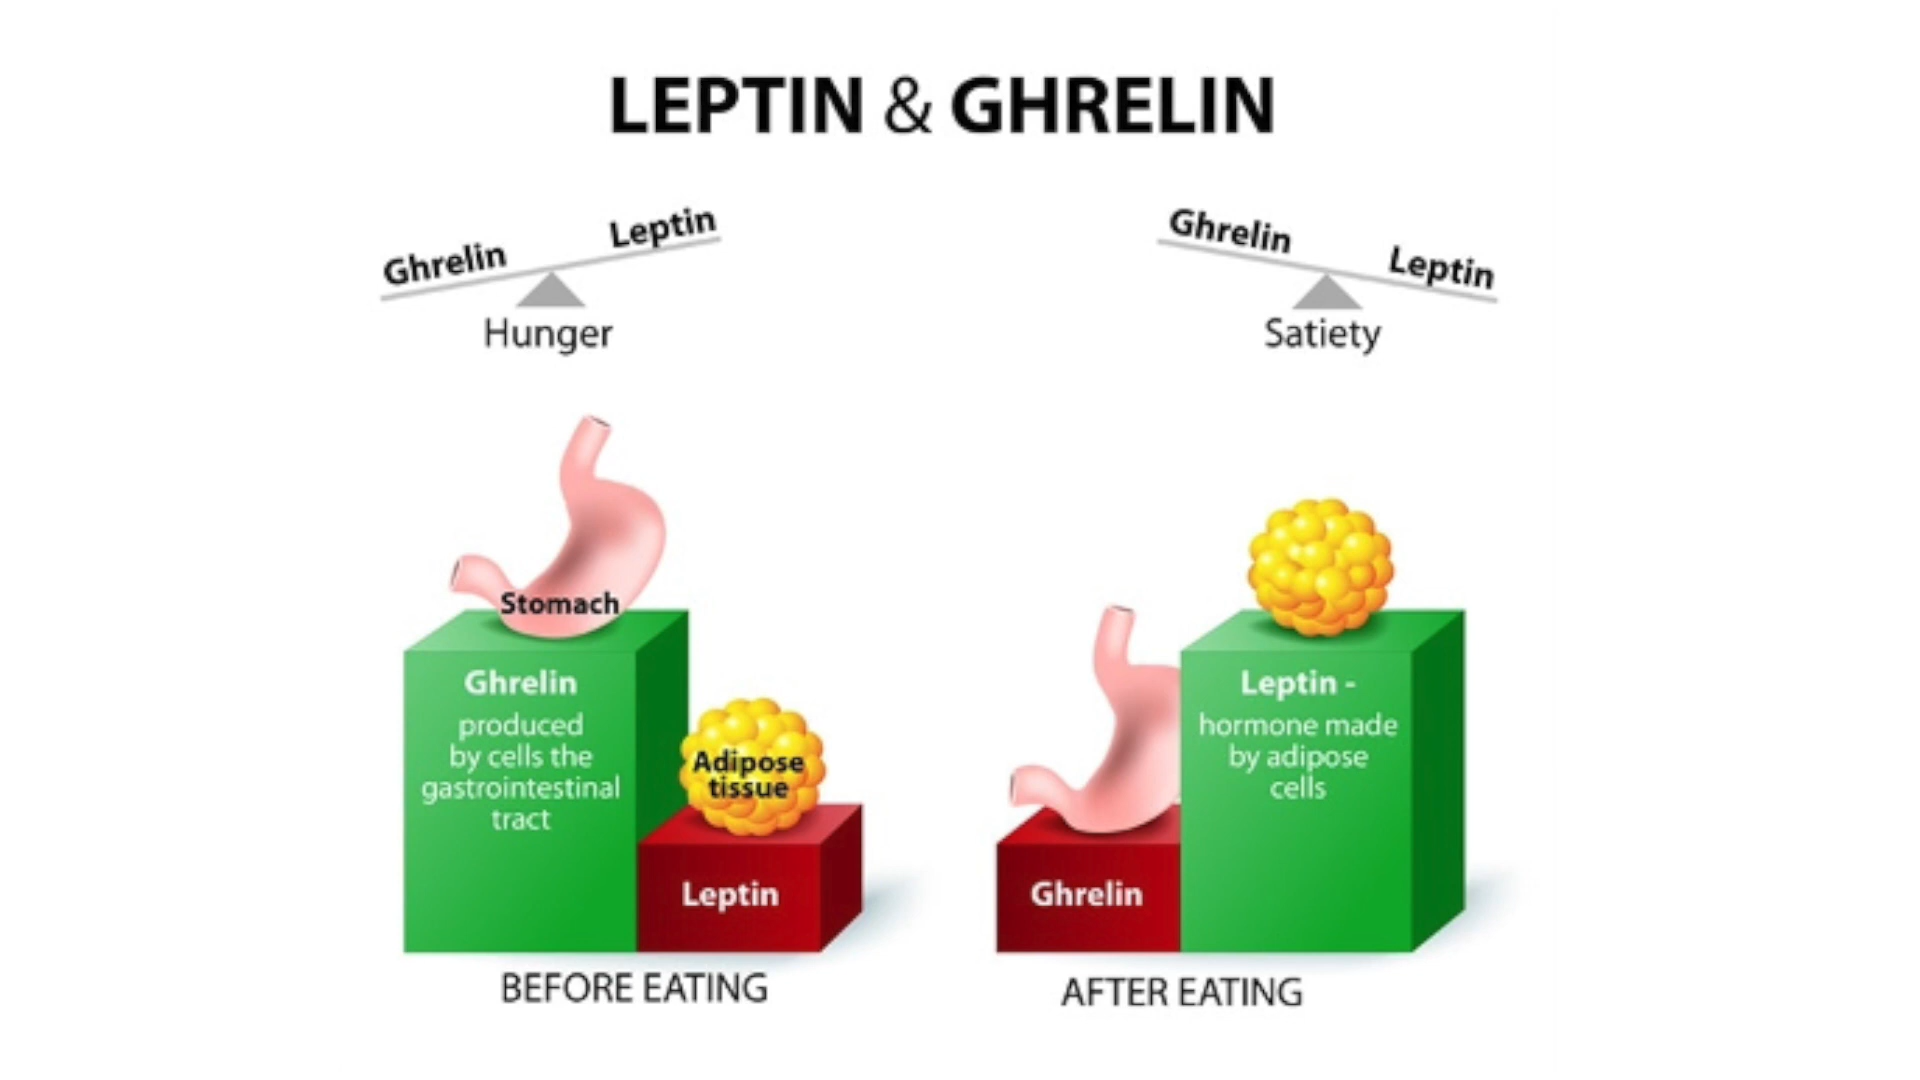 LEPTIN & GHRELIN
Ghrelin Leptin
Hunger
Ghrelin Leptin
Satiety
Stomach
Ghrelin
produced
by cells the
gastrointestinal
tract
Adipose
tissue
Leptin
BEFORE EATING
Leptin -
hormone made
by adipose
cells
Ghrelin
AFTER EATING